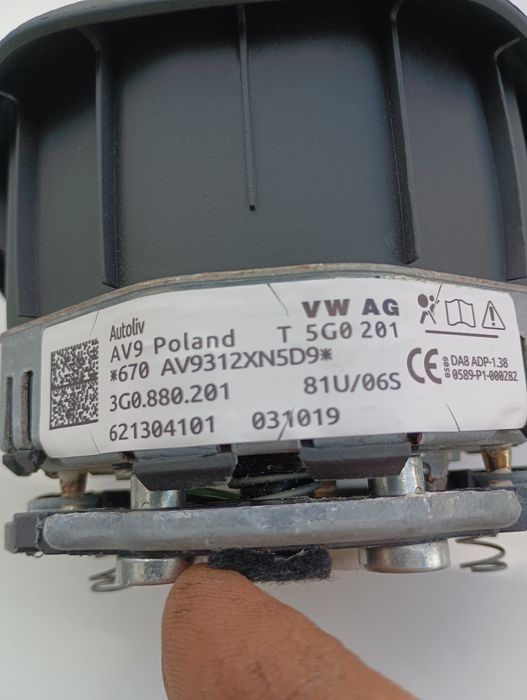 Autoliv
VW AG
AV9 Poland T 5G0 201
*670 AV9312XN5D9*
3G0.880.201 81U/06S
621304101 031019
CE
0589
DA8 ADP-1.38
0589-P1-000282